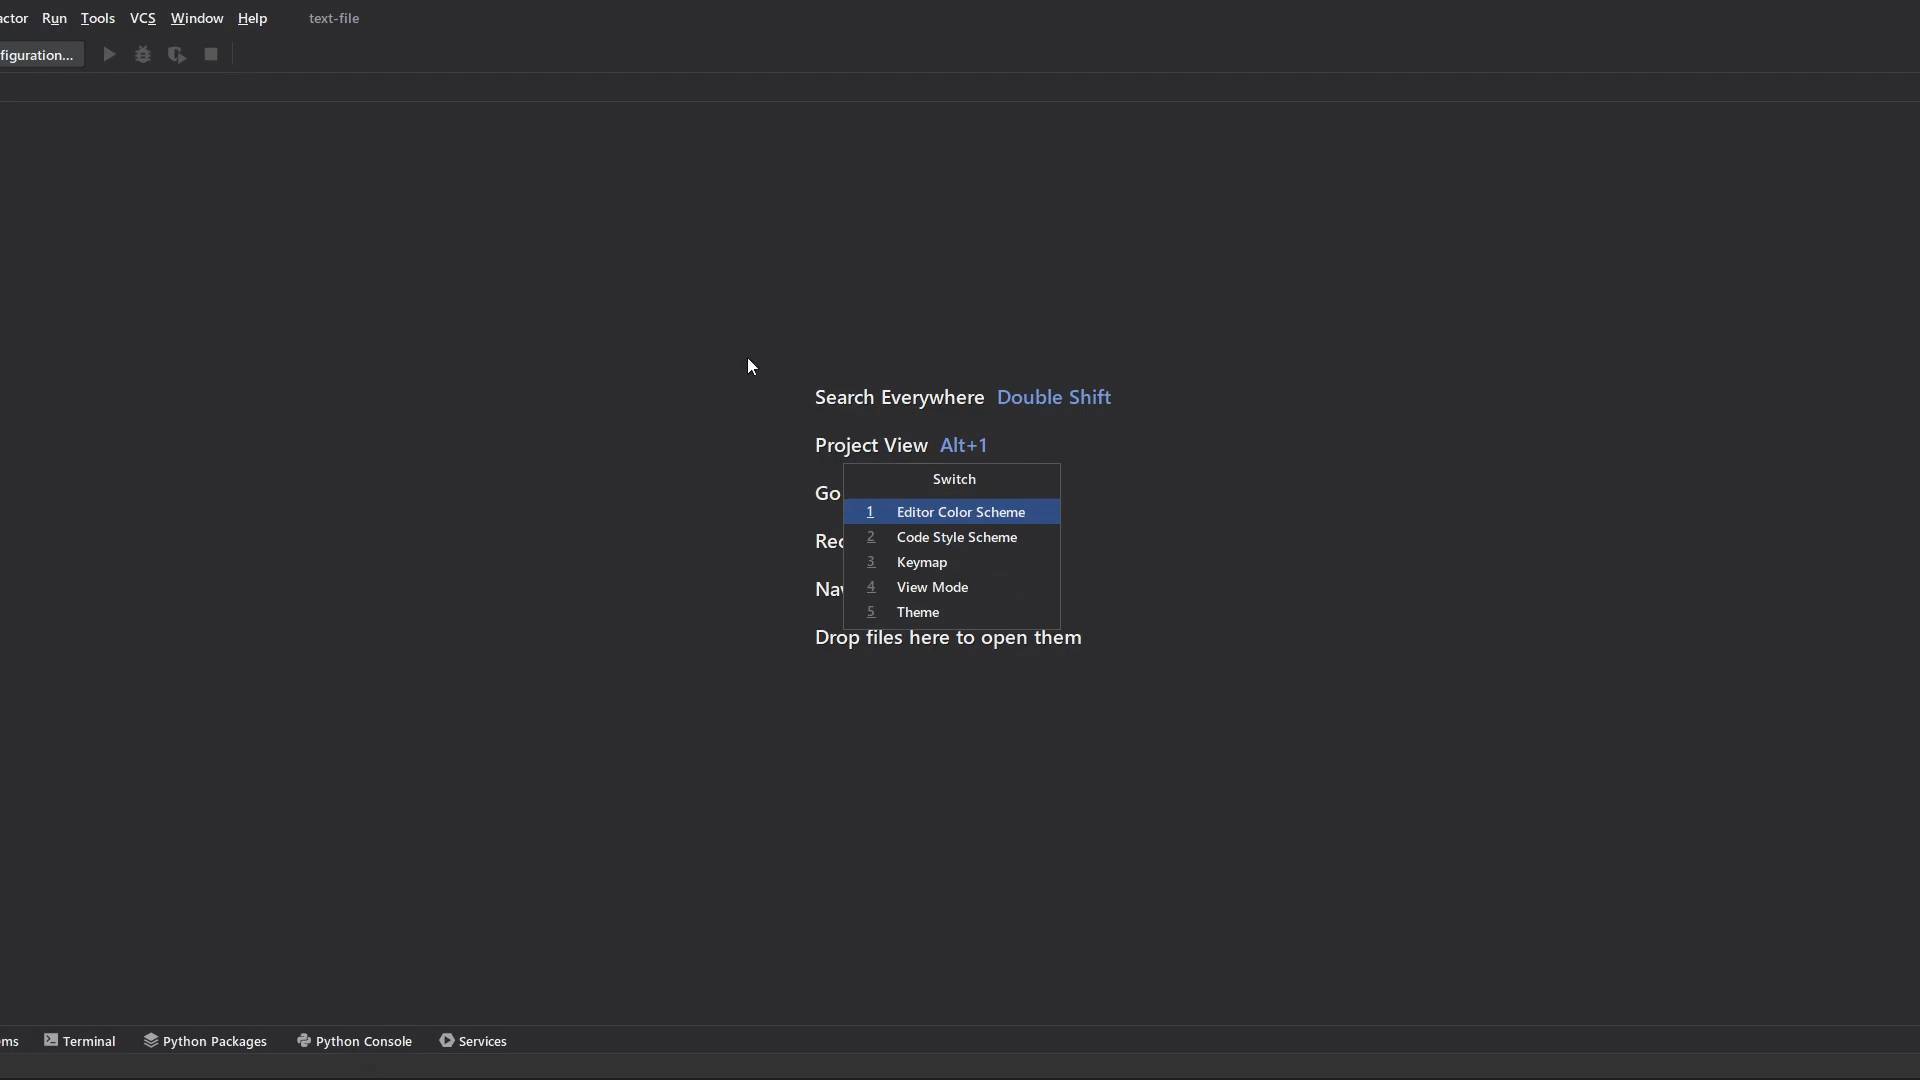 actor Run Tools VCS Window Help text-file
figuration...
Search Everywhere Double Shift
Project View Alt+1
Go
Rec
Nav
Drop files here to open them
Switch
1 Editor Color Scheme
2 Code Style Scheme
3 Keymap
4 View Mode
5 Theme
ems Terminal Python Packages Python Console Services